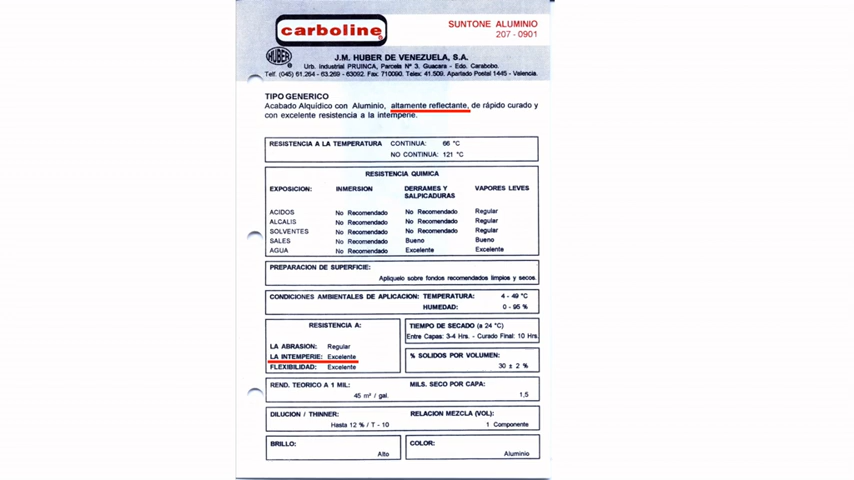 carboline
SUNTONE ALUMINIO
207 - 0901
HUBER
J.M. HUBER DE VENEZUELA, S.A.
Urb. Industrial PRUINCA, Parcela Nº 3. Guacara - Edo. Carabobo.
Telf. (045) 61.264 - 63.269 - 63092. Fax: 710090. Telex: 41.509. Apartado Postal 1445 - Valencia.
TIPO GENERICO
Acabado Alquídico con Aluminio, altamente reflectante, de rápido curado y
con excelente resistencia a la intemperie.
RESISTENCIA A LA TEMPERATURA CONTINUA: 66 °C
NO CONTINUA: 121 °C
RESISTENCIA QUIMICA
EXPOSICION: INMERSION DERRAMES Y SALPICADURAS VAPORES LEVES
ACIDOS No Recomendado No Recomendado Regular
ALCALIS No Recomendado No Recomendado Regular
SOLVENTES No Recomendado No Recomendado Regular
SALES No Recomendado Bueno Bueno
AGUA No Recomendado Excelente Excelente
PREPARACION DE SUPERFICIE:
Apliquelo sobre fondos recomendados limpios y secos.
CONDICIONES AMBIENTALES DE APLICACION: TEMPERATURA: 4 - 49 °C
HUMEDAD: 0 - 95 %
RESISTENCIA A:
LA ABRASION: Regular
LA INTEMPERIE: Excelente
FLEXIBILIDAD: Excelente
TIEMPO DE SECADO (a 24 °C)
Entre Capas: 3-4 Hrs. - Curado Final: 10 Hrs.
% SOLIDOS POR VOLUMEN:
30 ± 2 %
REND. TEORICO A 1 MIL: MILS. SECO POR CAPA:
45 m² / gal. 1,5
DILUCION / THINNER: RELACION MEZCLA (VOL):
Hasta 12 % / T - 10 1 Componente
BRILLO:
Alto
COLOR:
Aluminio